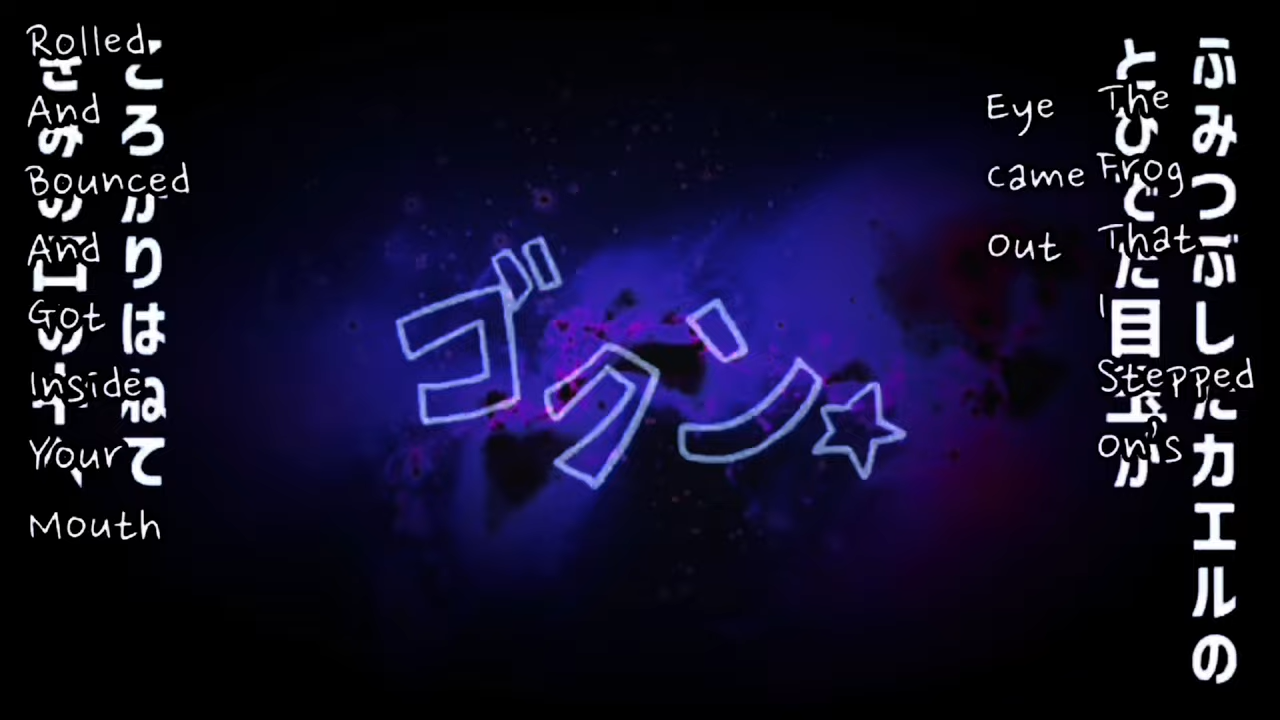 ふみつぶしたカエルの
とびでた目玉が
The
Frog
That
I
Stepped
on's
Eye
came
out
ゴクン☆
ころがりはねて
きみの口の中、
Rolled
And
Bounced
And
Got
Inside
Your
Mouth